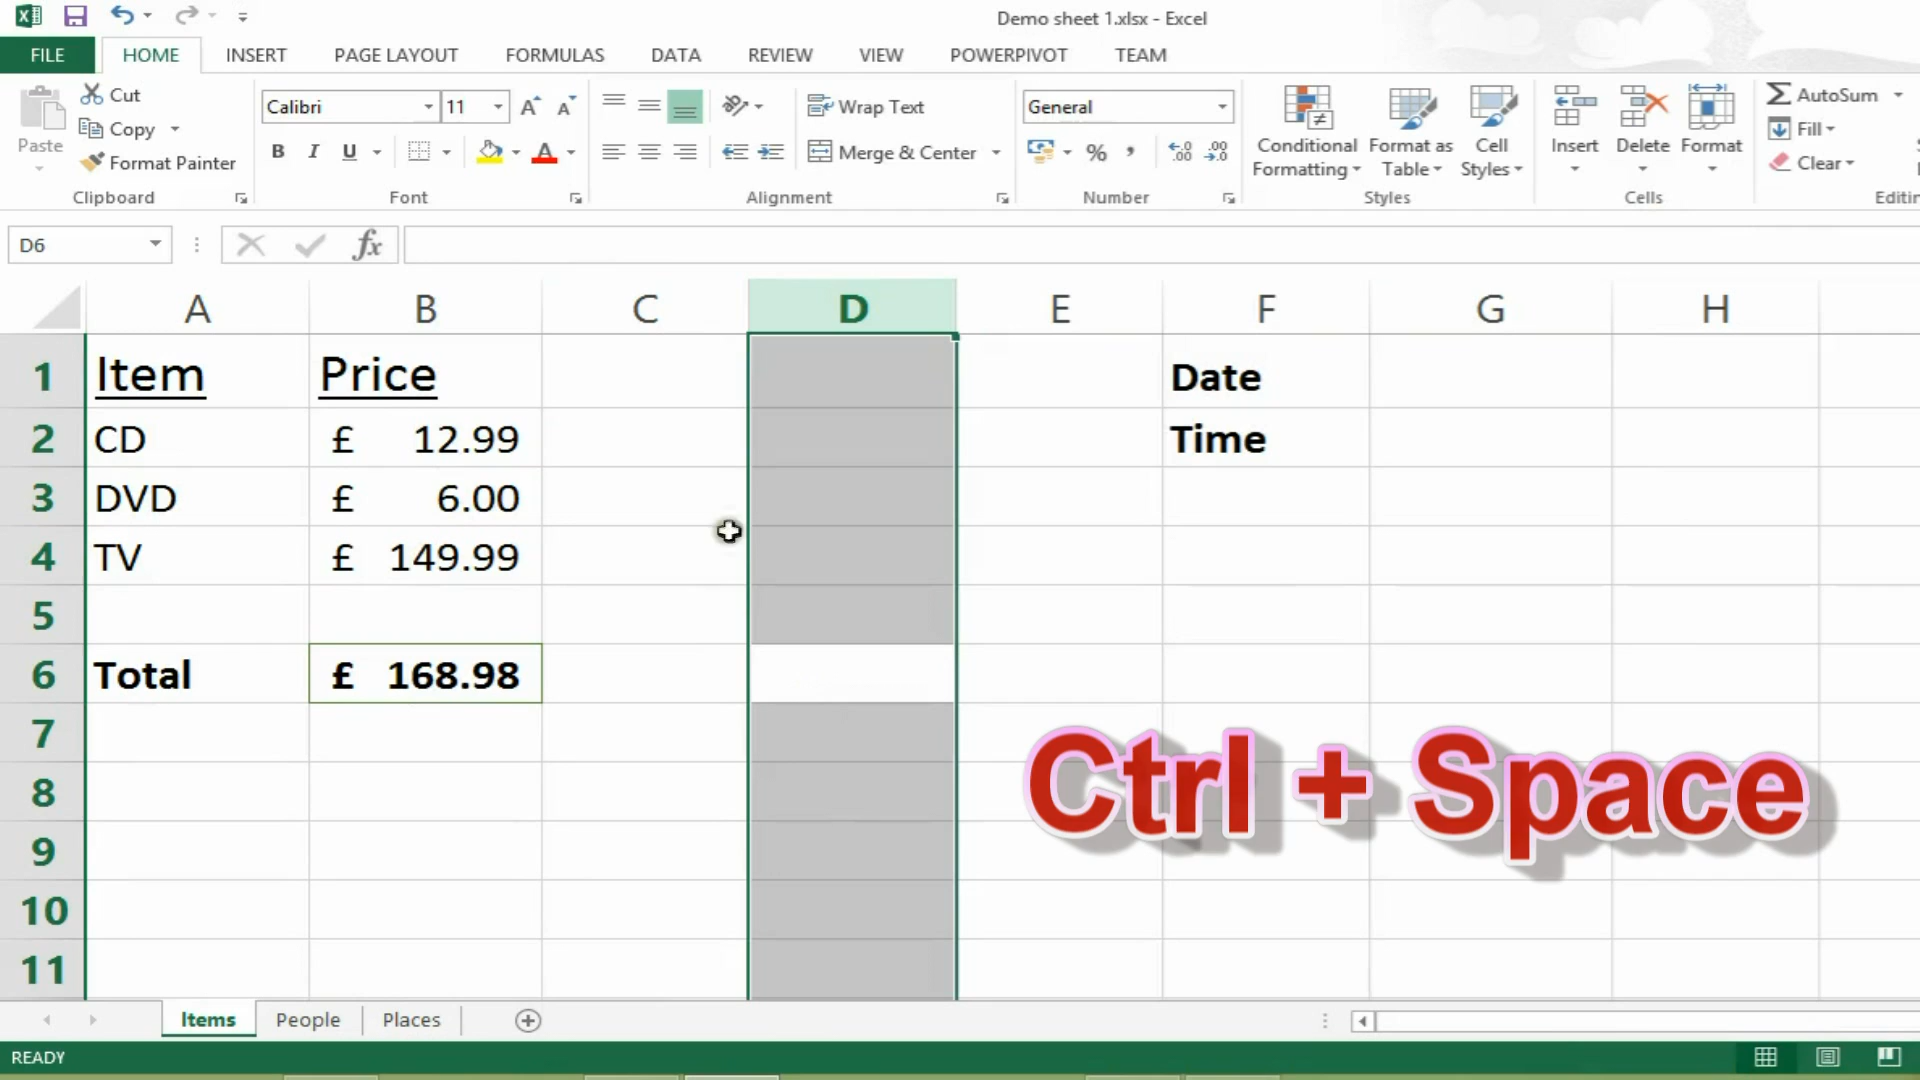 Demo sheet 1.xlsx - Excel
FILE HOME INSERT PAGE LAYOUT FORMULAS DATA REVIEW VIEW POWERPIVOT TEAM
Paste
Cut
Copy
Format Painter
Clipboard
Calibri 11
B I U
Font
Wrap Text
Merge & Center
Alignment
General
%
Number
Conditional Formatting
Format as Table
Cell Styles
Styles
Insert
Delete
Format
Cells
AutoSum
Fill
Clear
D6
fx
A B C D E F G H
1 Item Price Date
2 CD £ 12.99 Time
3 DVD £ 6.00
4 TV £ 149.99
5
6 Total £ 168.98
7
8
9
10
11
Ctrl + Space
Items People Places
READY